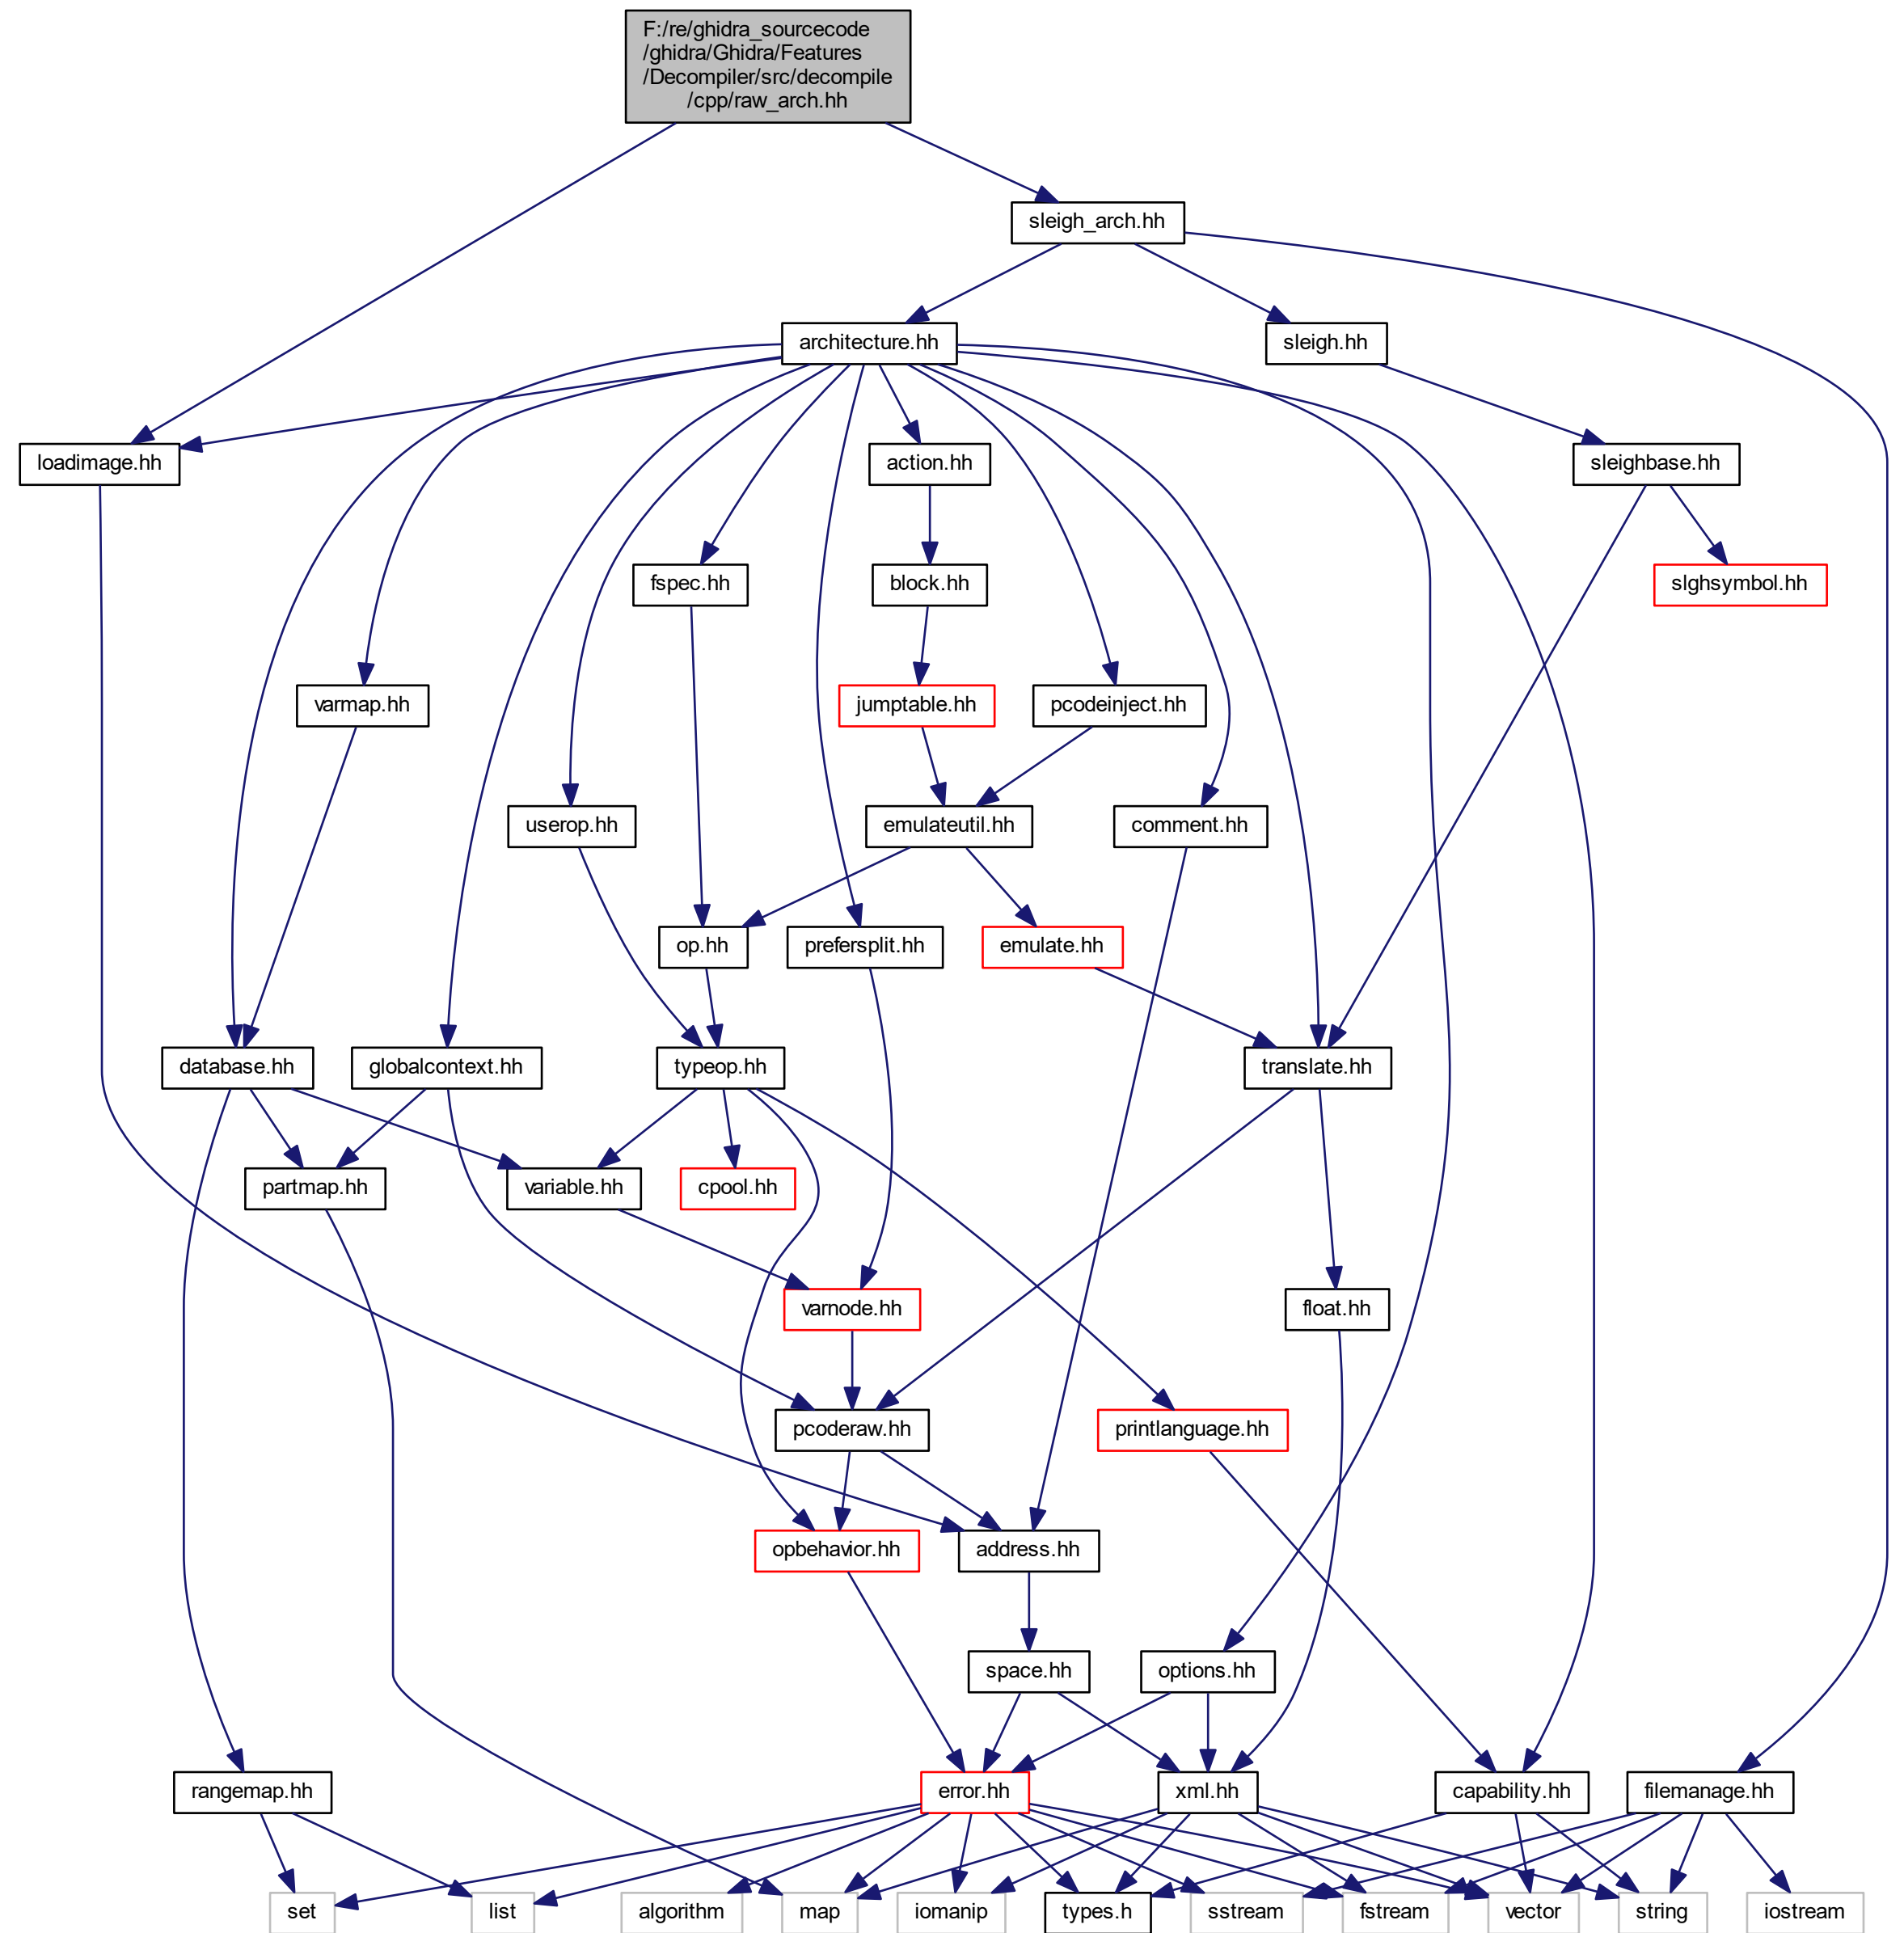 F:/re/ghidra_sourcecode
/ghidra/Ghidra/Features
/Decompiler/src/decompile
/cpp/raw_arch.hh
sleigh_arch.hh
architecture.hh
sleigh.hh
loadimage.hh
action.hh
sleighbase.hh
fspec.hh
block.hh
slghsymbol.hh
varmap.hh
jumptable.hh
pcodeinject.hh
userop.hh
emulateutil.hh
comment.hh
op.hh
prefersplit.hh
emulate.hh
database.hh
globalcontext.hh
typeop.hh
translate.hh
partmap.hh
variable.hh
cpool.hh
varnode.hh
float.hh
pcoderaw.hh
printlanguage.hh
opbehavior.hh
address.hh
space.hh
options.hh
rangemap.hh
error.hh
xml.hh
capability.hh
filemanage.hh
set
list
algorithm
map
iomanip
types.h
sstream
fstream
vector
string
iostream